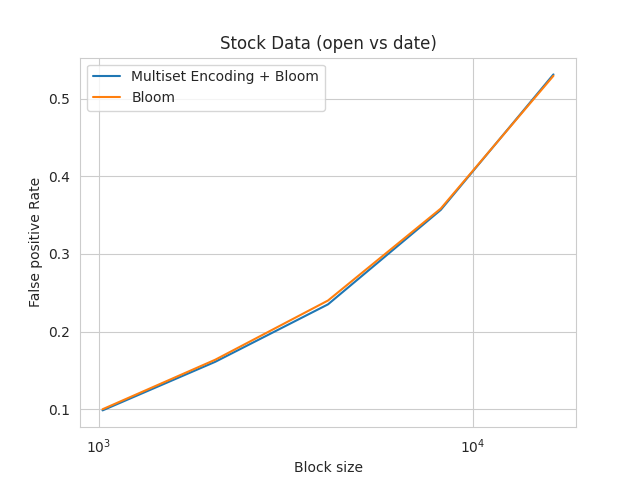 Stock Data (open vs date)
Multiset Encoding + Bloom
Bloom
False positive Rate
0.5
0.4
0.3
0.2
0.1
10³
10⁴
Block size